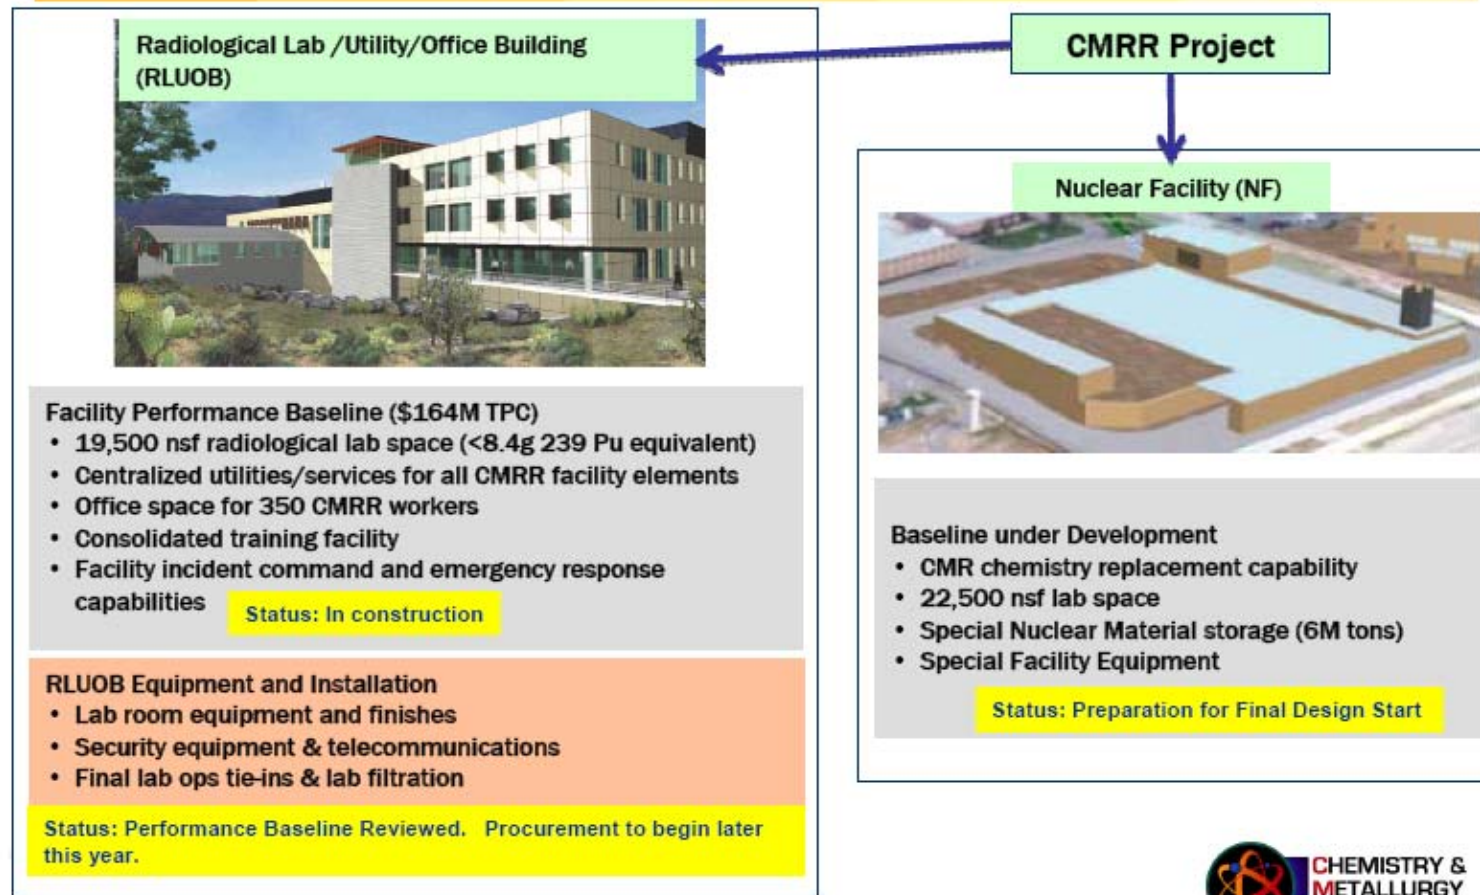 Radiological Lab /Utility/Office Building
(RLUOB)
CMRR Project
Facility Performance Baseline ($164M TPC)
• 19,500 nsf radiological lab space (<8.4g 239 Pu equivalent)
• Centralized utilities/services for all CMRR facility elements
• Office space for 350 CMRR workers
• Consolidated training facility
• Facility incident command and emergency response
capabilities
Status: In construction
RLUOB Equipment and Installation
• Lab room equipment and finishes
• Security equipment & telecommunications
• Final lab ops tie-ins & lab filtration
Status: Performance Baseline Reviewed. Procurement to begin later
this year.
Nuclear Facility (NF)
Baseline under Development
• CMR chemistry replacement capability
• 22,500 nsf lab space
• Special Nuclear Material storage (6M tons)
• Special Facility Equipment
Status: Preparation for Final Design Start
CHEMISTRY &
METALLURGY